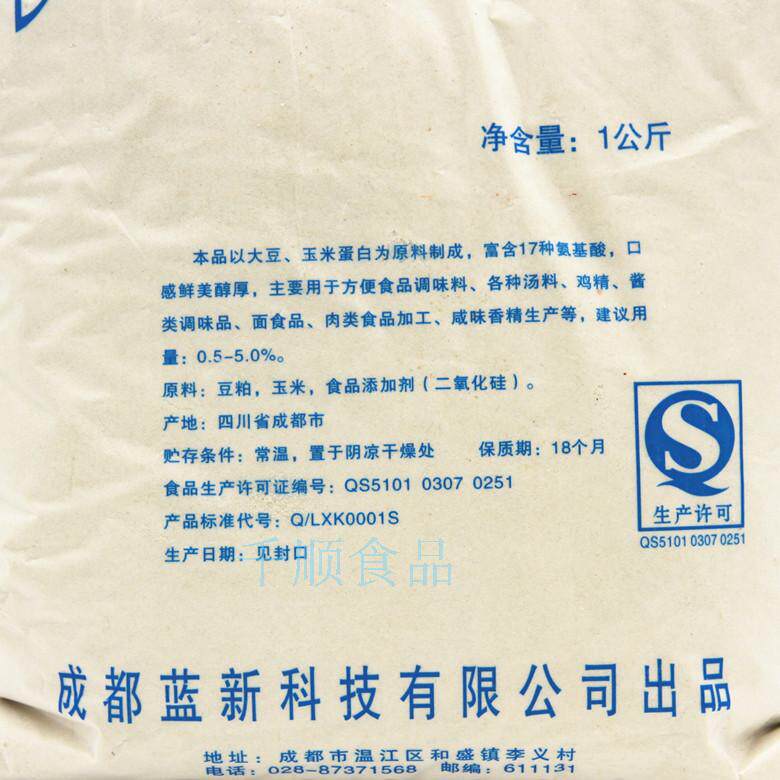 净含量：1公斤
本品以大豆、玉米蛋白为原料制成，富含17种氨基酸，口
感鲜美醇厚，主要用于方便食品调味料、各种汤料、鸡精、酱
类调味品、面食品、肉类食品加工、咸味香精生产等，建议用
量：0.5-5.0%。
原料：豆粕，玉米，食品添加剂（二氧化硅）。
产地：四川省成都市
贮存条件：常温，置于阴凉干燥处 保质期：18个月
食品生产许可证编号：QS5101 0307 0251
产品标准代号：Q/LXK0001S
生产日期：见封口
千顺食品
生产许可
QS5101 0307 0251
成都蓝新科技有限公司出品
地址：成都市温江区和盛镇李义村
电话：028-87371568 邮编：611131